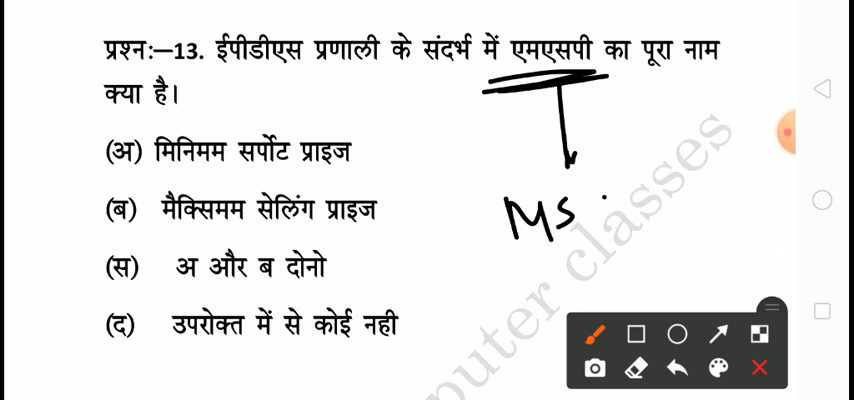 प्रश्नः—13. ईपीडीएस प्रणाली के संदर्भ में एमएसपी का पूरा नाम
क्या है।
(अ) मिनिमम सर्पोट प्राइज
(ब) मैक्सिमम सेलिंग प्राइज
(स) अ और ब दोनो
(द) उपरोक्त में से कोई नही
MS
puter classes